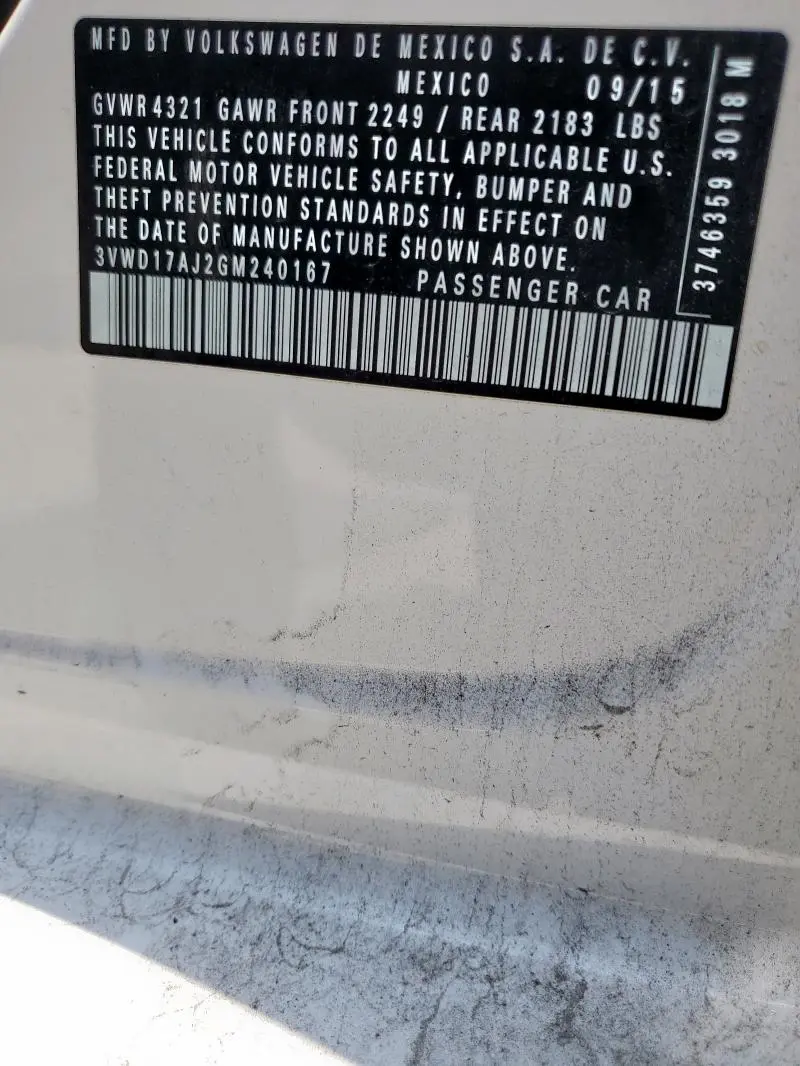 MFD BY VOLKSWAGEN DE MEXICO S.A. DE C.V.
MEXICO 09/15
GVWR 4321 GAWR FRONT 2249 / REAR 2183 LBS
THIS VEHICLE CONFORMS TO ALL APPLICABLE U.S.
FEDERAL MOTOR VEHICLE SAFETY, BUMPER AND
THEFT PREVENTION STANDARDS IN EFFECT ON
THE DATE OF MANUFACTURE SHOWN ABOVE.
3VWD17AJ2GM240167 PASSENGER CAR
3746359 3018 M